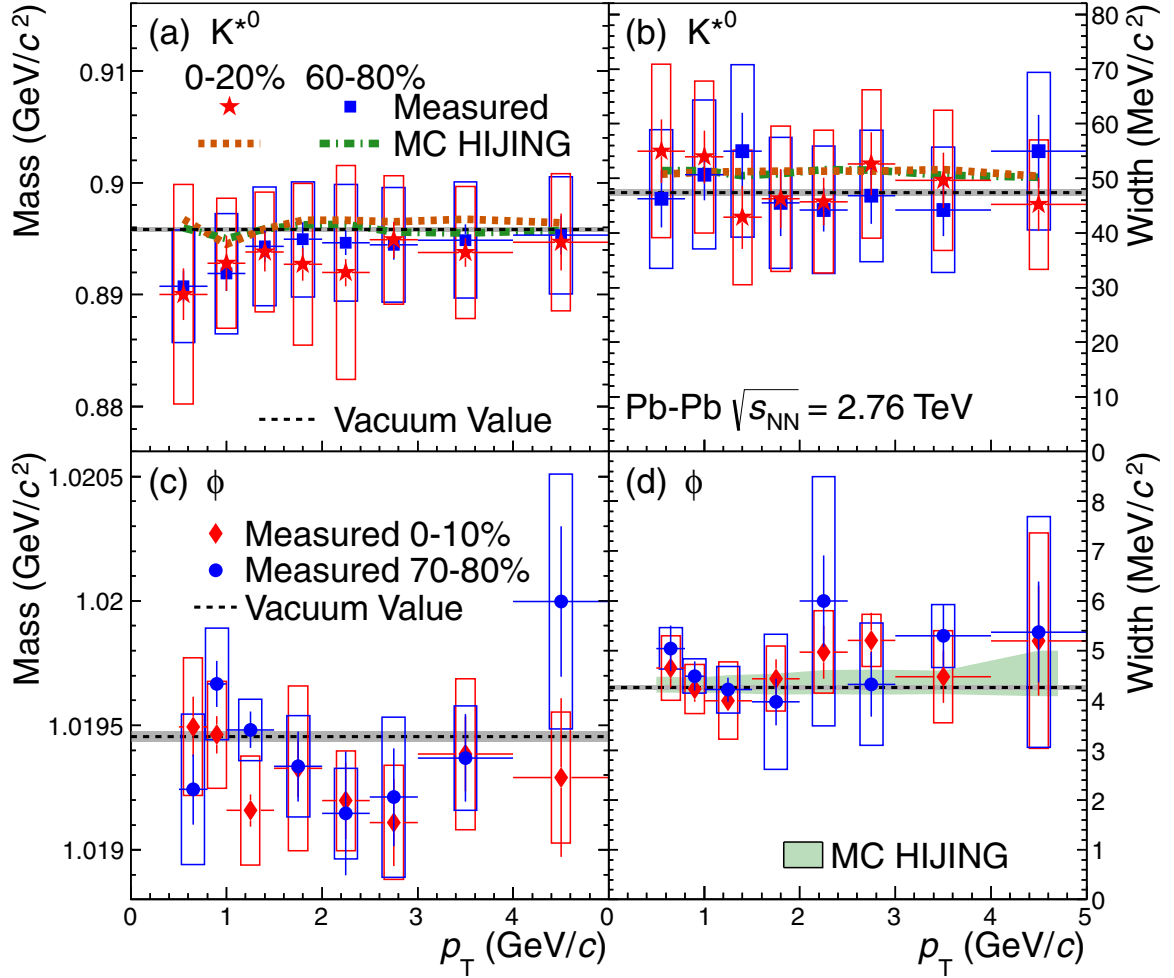 (a) K*⁰
0-20% 60-80%
Measured
MC HIJING
Vacuum Value
Mass (GeV/c²)
0.91
0.9
0.89
0.88
(b) K*⁰
Pb-Pb √s_NN = 2.76 TeV
Width (MeV/c²)
80
70
60
50
40
30
20
10
0
(c) ϕ
Measured 0-10%
Measured 70-80%
Vacuum Value
Mass (GeV/c²)
1.0205
1.02
1.0195
1.019
0 1 2 3 4
p_T (GeV/c)
(d) ϕ
MC HIJING
Width (MeV/c²)
8
7
6
5
4
3
2
1
0
0 1 2 3 4 5
p_T (GeV/c)